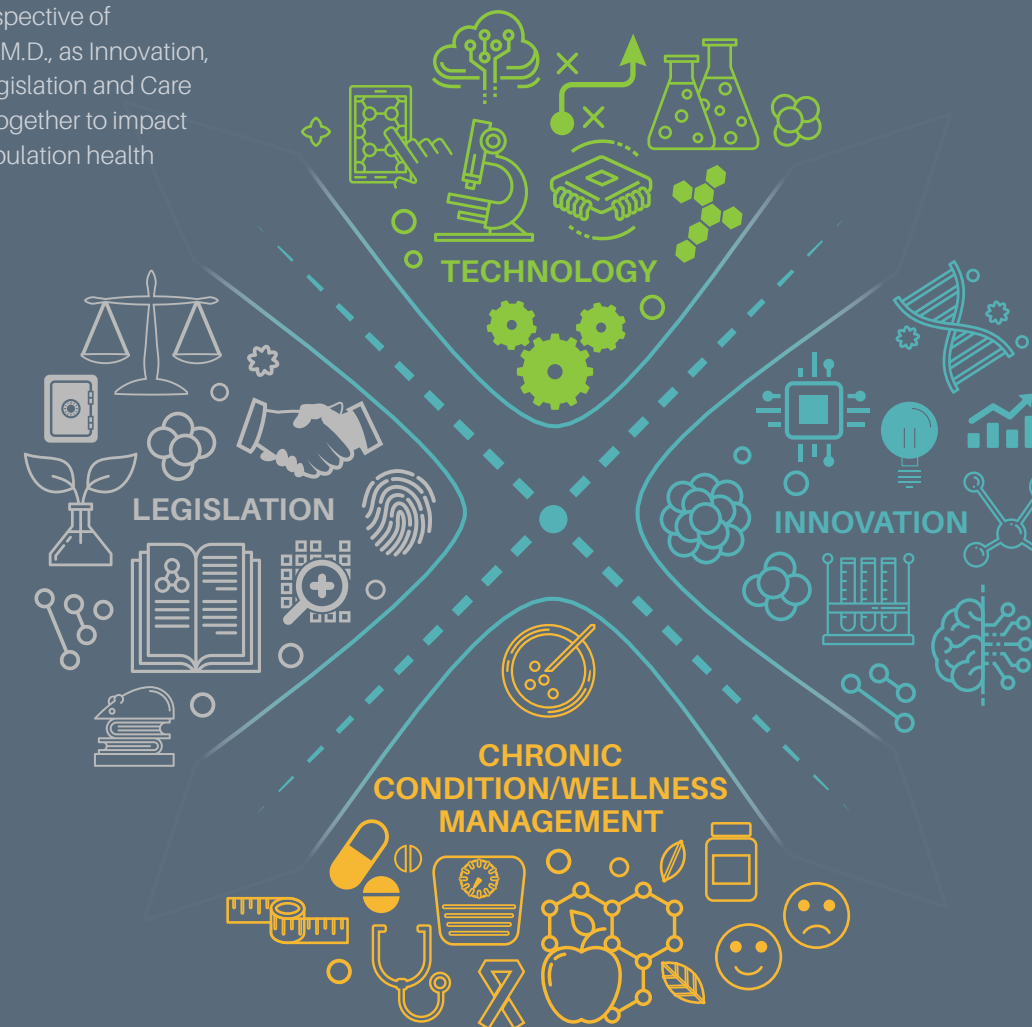 spective of
M.D., as Innovation,
gislation and Care
ogether to impact
pulation health
TECHNOLOGY
LEGISLATION
INNOVATION
CHRONIC
CONDITION/WELLNESS
MANAGEMENT